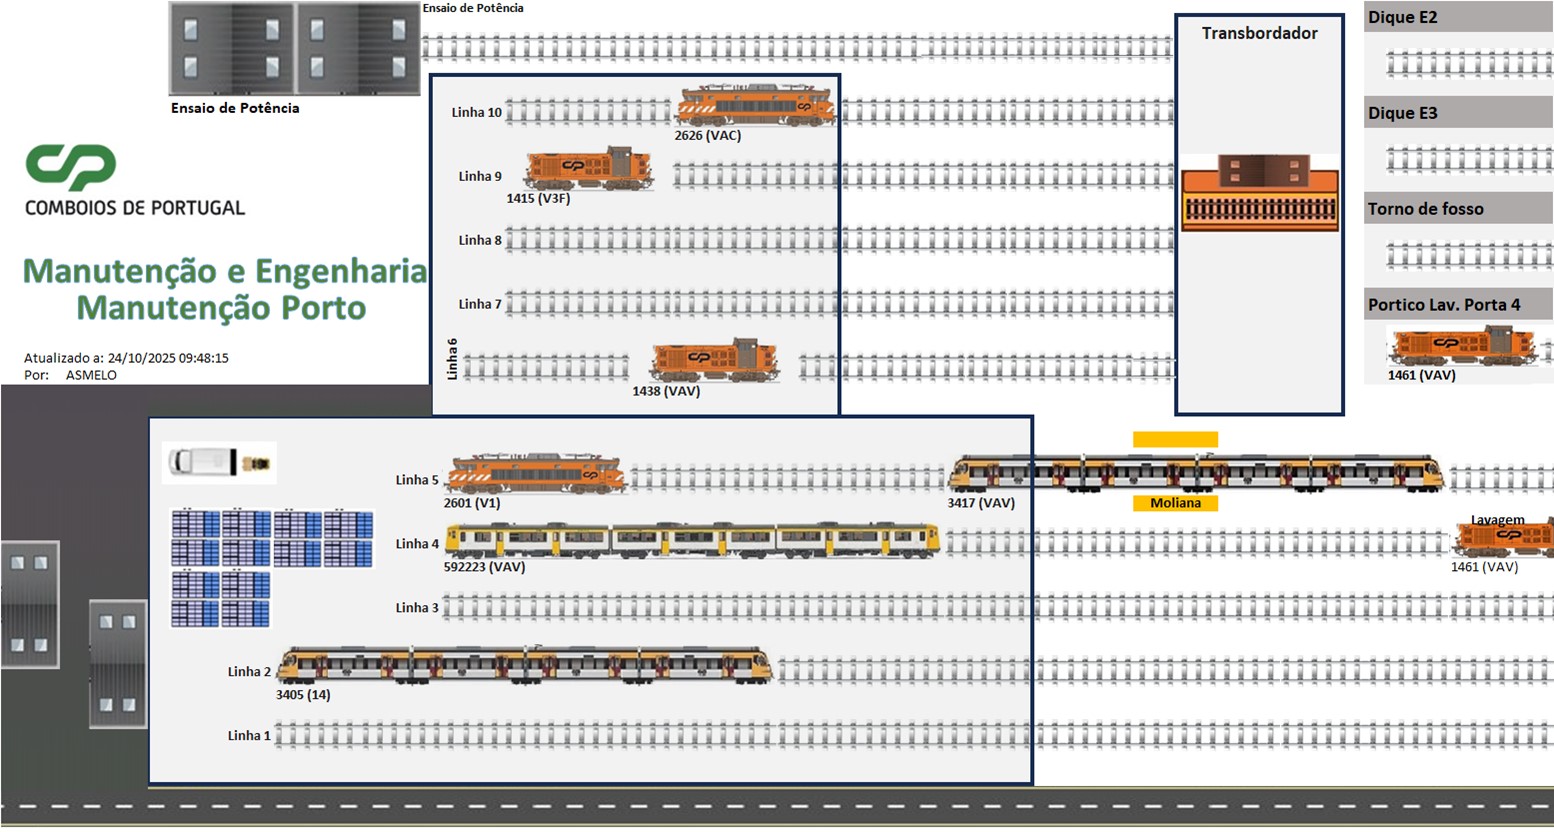 Ensaio de Potência
Ensaio de Potência
Transbordador
Dique E2
Linha 10
2626 (VAC)
Dique E3
Linha 9
1415 (V3F)
CP
COMBOIOS DE PORTUGAL
Torno de fosso
Linha 8
Manutenção e Engenharia
Manutenção Porto
Linha 7
Portico Lav. Porta 4
1461 (VAV)
Atualizado a: 24/10/2025 09:48:15
Por: ASMELO
Linha 6
1438 (VAV)
Linha 5
2601 (V1)
3417 (VAV)
Moliana
Lavagem
1461 (VAV)
Linha 4
592223 (VAV)
Linha 3
Linha 2
3405 (14)
Linha 1